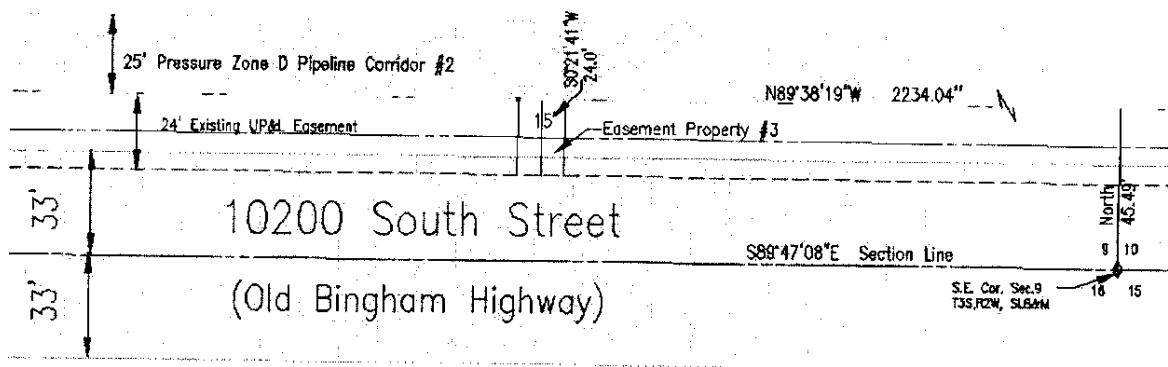 25' Pressure Zone D Pipeline Corridor #2
S0°21'41"W
24.0'
N89°38'19"W 2234.04"
24' Existing UP&L Easement
15
Easement Property #3
33'
10200 South Street
North
45.49'
S89°47'08"E Section Line
9 10
33'
(Old Bingham Highway)
S.E. Cor. Sec.9
T3S,R2W, SLB&M
16 15